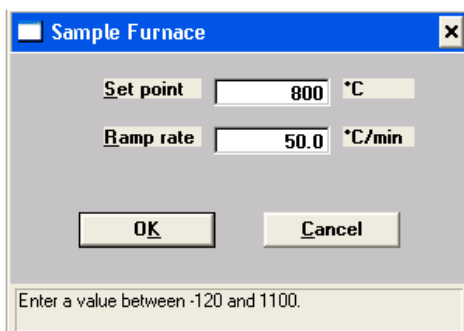 Sample Furnace
Set point 800 °C
Ramp rate 50.0 °C/min
OK Cancel
Enter a value between -120 and 1100.